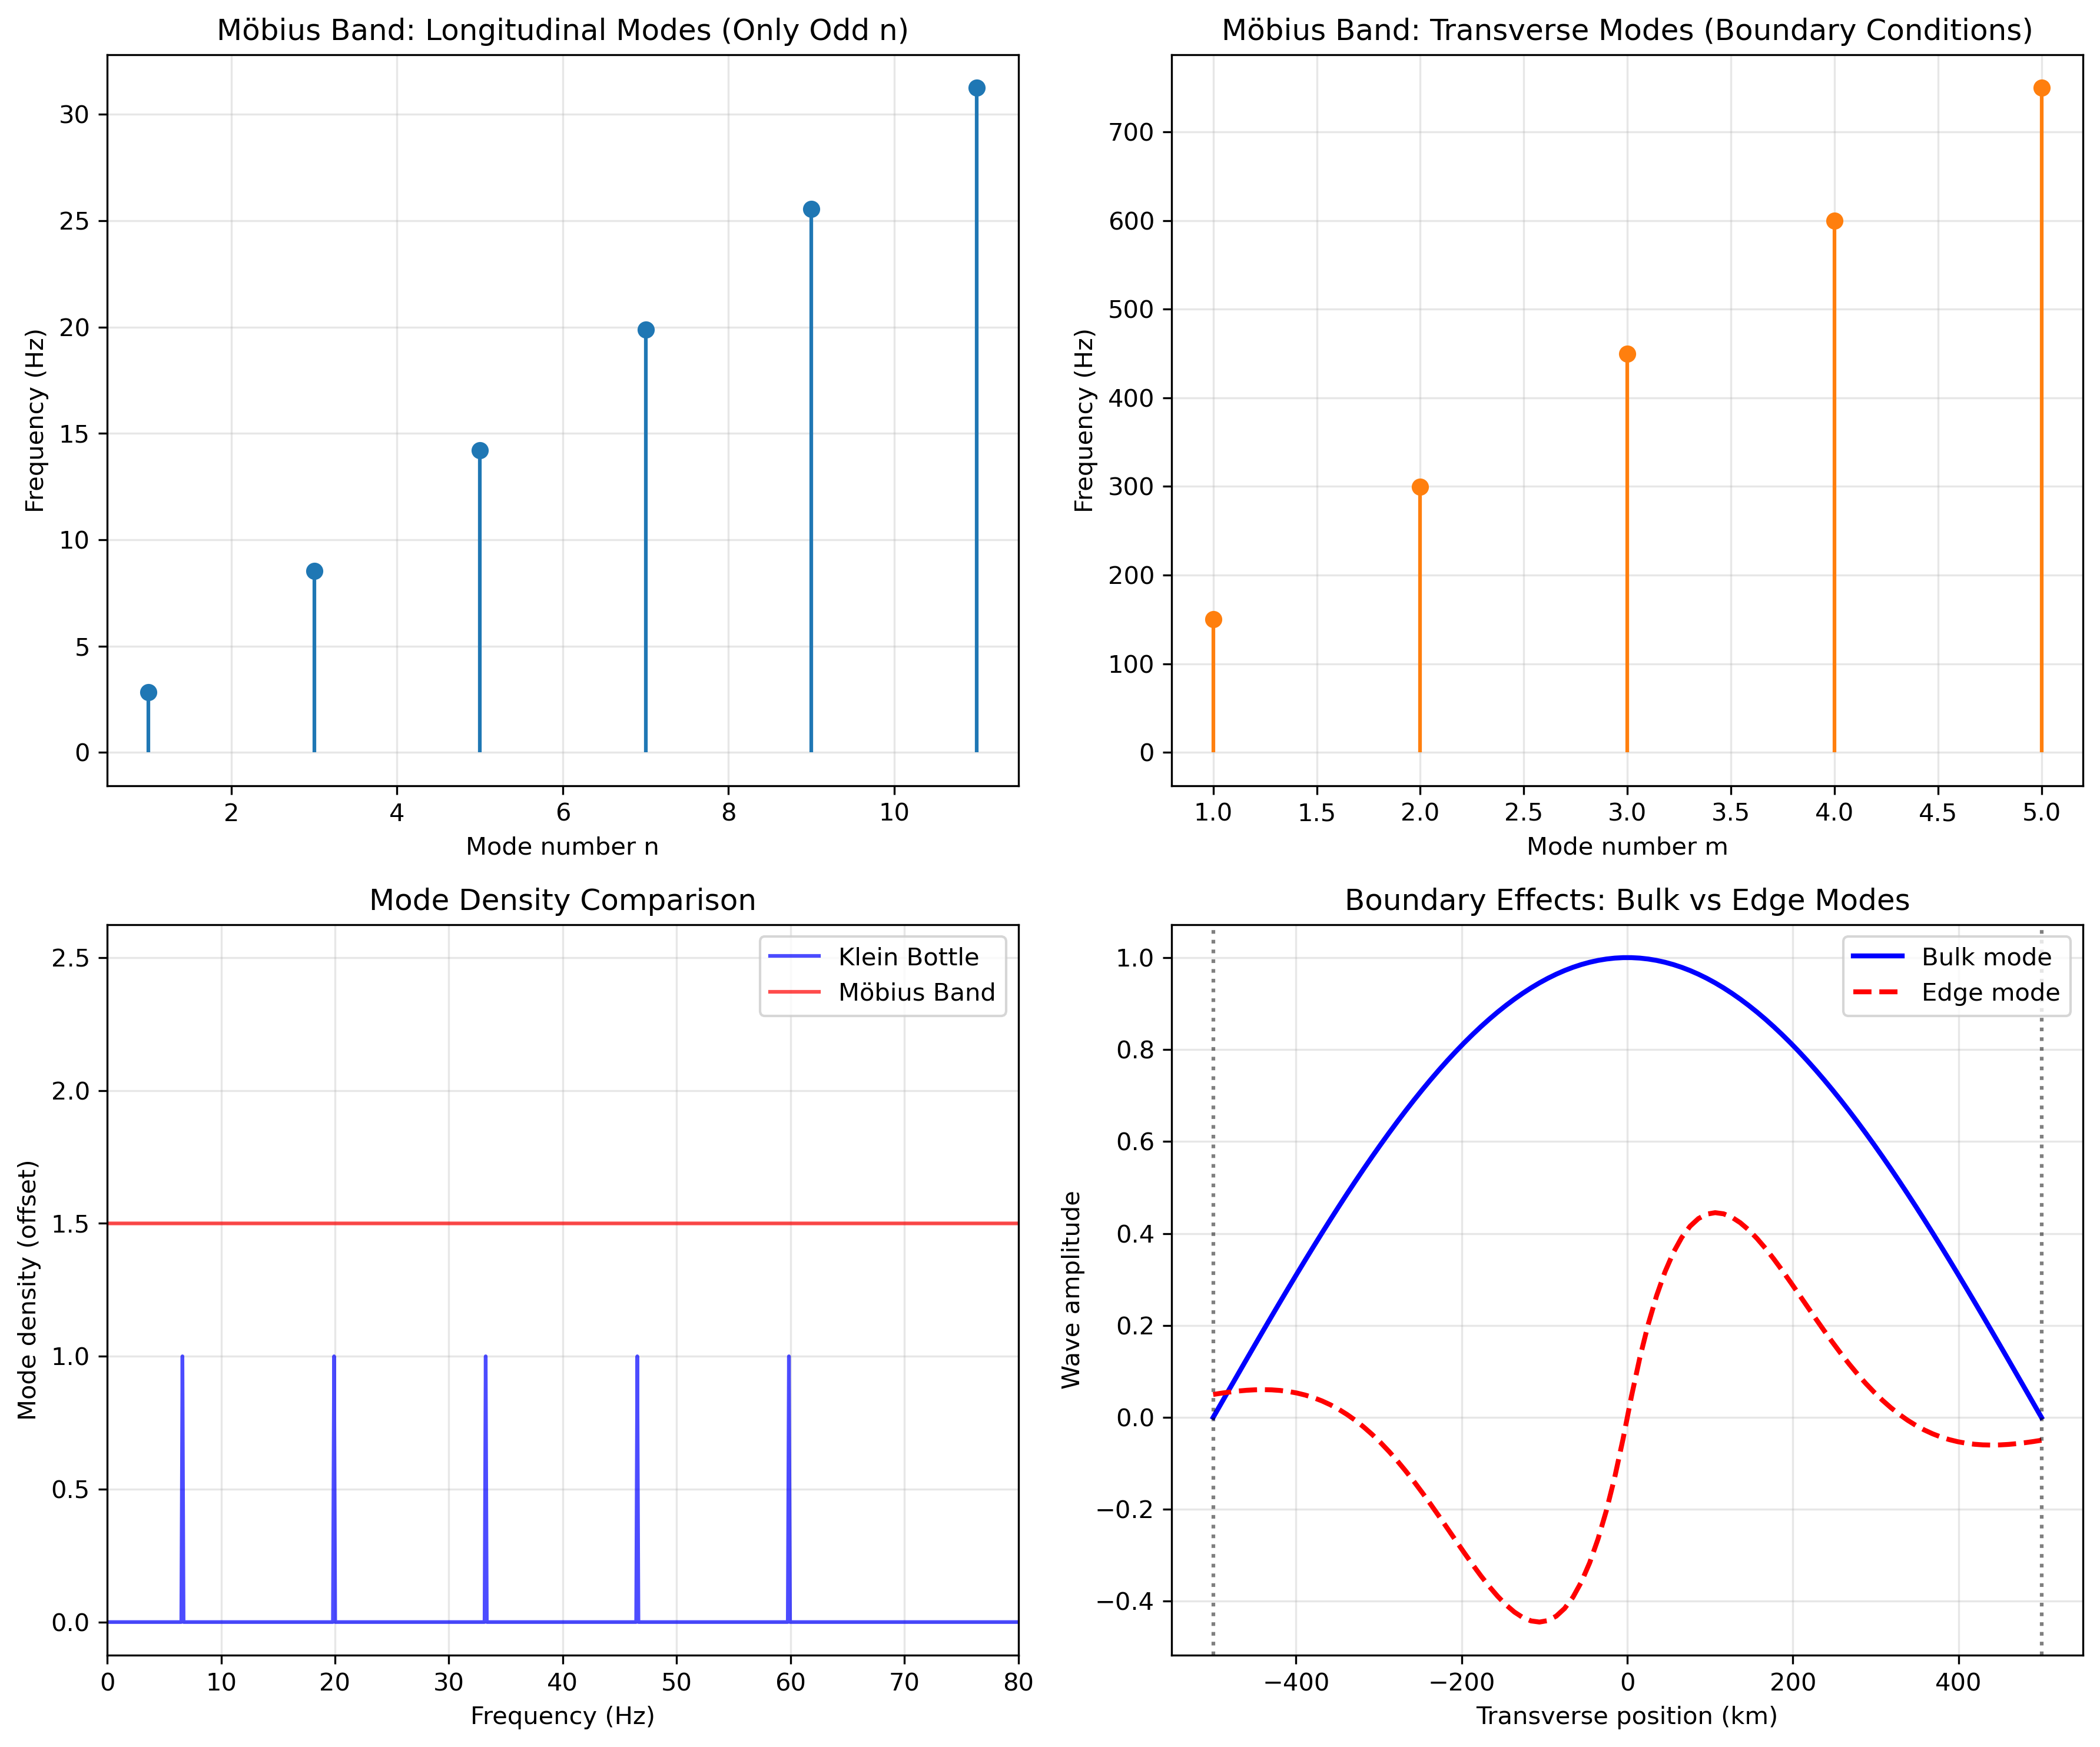 Möbius Band: Longitudinal Modes (Only Odd n)
Frequency (Hz)
30
25
20
15
10
5
0
2 4 6 8 10
Mode number n
Möbius Band: Transverse Modes (Boundary Conditions)
Frequency (Hz)
700
600
500
400
300
200
100
0
1.0 1.5 2.0 2.5 3.0 3.5 4.0 4.5 5.0
Mode number m
Mode Density Comparison
Mode density (offset)
2.5
2.0
1.5
1.0
0.5
0.0
Klein Bottle
Möbius Band
0 10 20 30 40 50 60 70 80
Frequency (Hz)
Boundary Effects: Bulk vs Edge Modes
Wave amplitude
1.0
0.8
0.6
0.4
0.2
0.0
−0.2
−0.4
Bulk mode
Edge mode
−400 −200 0 200 400
Transverse position (km)